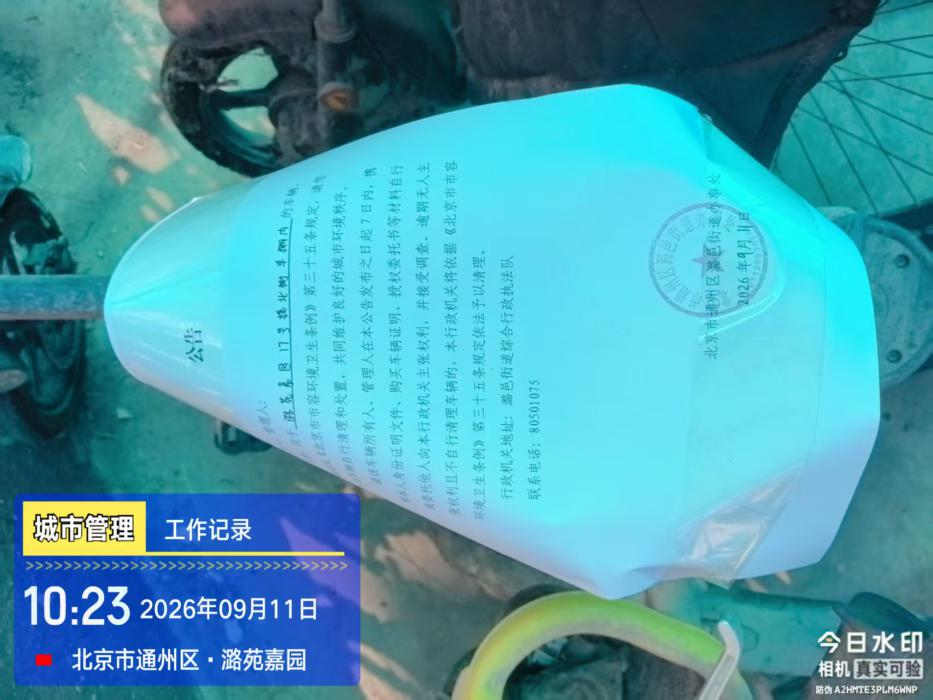 公告
管理人:
位于 潞苑嘉园17号楼北侧车棚内 的车辆,
《北京市市容环境卫生条例》第三十五条规定,请您
自行清理和处置,共同维护良好的城市环境秩序。
请该车辆所有人、管理人在本公告发布之日起7日内,携
本人身份证明文件、购买车辆证明、授权委托书等材料自行
或委托他人向本行政机关主张权利,并接受调查。逾期无人主
张权利且不自行清理车辆的,本行政机关将依据《北京市市容
环境卫生条例》第三十五条规定依法予以清理。
行政机关地址:潞邑街道综合行政执法队
联系电话:80501075
北京市通州区潞邑街道办事处
2026年9月11日
城市管理 工作记录
10:23 2026年09月11日
北京市通州区·潞苑嘉园
今日水印
相机 真实可验
防伪 A2HMTE3PLM6WNP